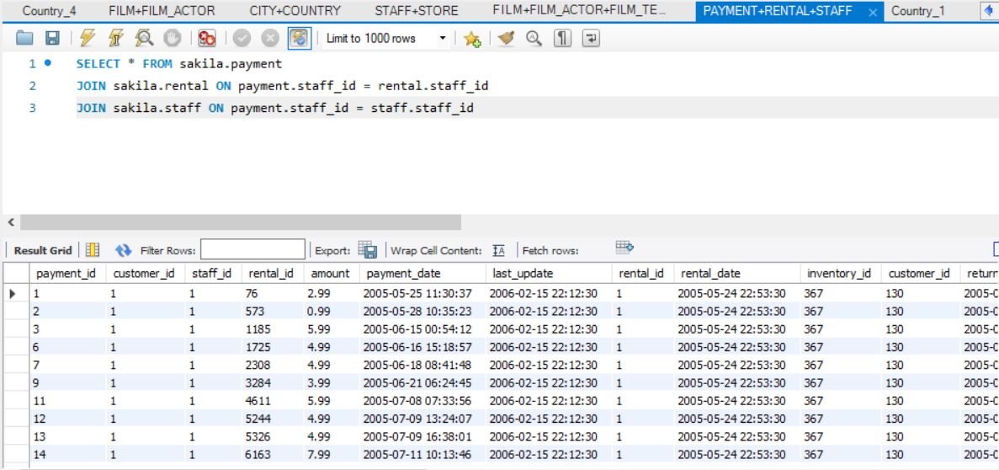 Country_4 FILM+FILM_ACTOR CITY+COUNTRY STAFF+STORE FILM+FILM_ACTOR+FILM_TE... PAYMENT+RENTAL+STAFF × Country_1
Limit to 1000 rows
1 SELECT * FROM sakila.payment
2 JOIN sakila.rental ON payment.staff_id = rental.staff_id
3 JOIN sakila.staff ON payment.staff_id = staff.staff_id
Result Grid Filter Rows: Export: Wrap Cell Content: Fetch rows:
payment_id customer_id staff_id rental_id amount payment_date last_update rental_id rental_date inventory_id customer_id return
1 1 1 76 2.99 2005-05-25 11:30:37 2006-02-15 22:12:30 1 2005-05-24 22:53:30 367 130 2005-0
2 1 1 573 0.99 2005-05-28 10:35:23 2006-02-15 22:12:30 1 2005-05-24 22:53:30 367 130 2005-0
3 1 1 1185 5.99 2005-06-15 00:54:12 2006-02-15 22:12:30 1 2005-05-24 22:53:30 367 130 2005-0
6 1 1 1725 4.99 2005-06-16 15:18:57 2006-02-15 22:12:30 1 2005-05-24 22:53:30 367 130 2005-0
7 1 1 2308 4.99 2005-06-18 08:41:48 2006-02-15 22:12:30 1 2005-05-24 22:53:30 367 130 2005-0
9 1 1 3284 3.99 2005-06-21 06:24:45 2006-02-15 22:12:30 1 2005-05-24 22:53:30 367 130 2005-0
11 1 1 4611 5.99 2005-07-08 07:33:56 2006-02-15 22:12:30 1 2005-05-24 22:53:30 367 130 2005-0
12 1 1 5244 4.99 2005-07-09 13:24:07 2006-02-15 22:12:30 1 2005-05-24 22:53:30 367 130 2005-0
13 1 1 5326 4.99 2005-07-09 16:38:01 2006-02-15 22:12:30 1 2005-05-24 22:53:30 367 130 2005-0
14 1 1 6163 7.99 2005-07-11 10:13:46 2006-02-15 22:12:30 1 2005-05-24 22:53:30 367 130 2005-0